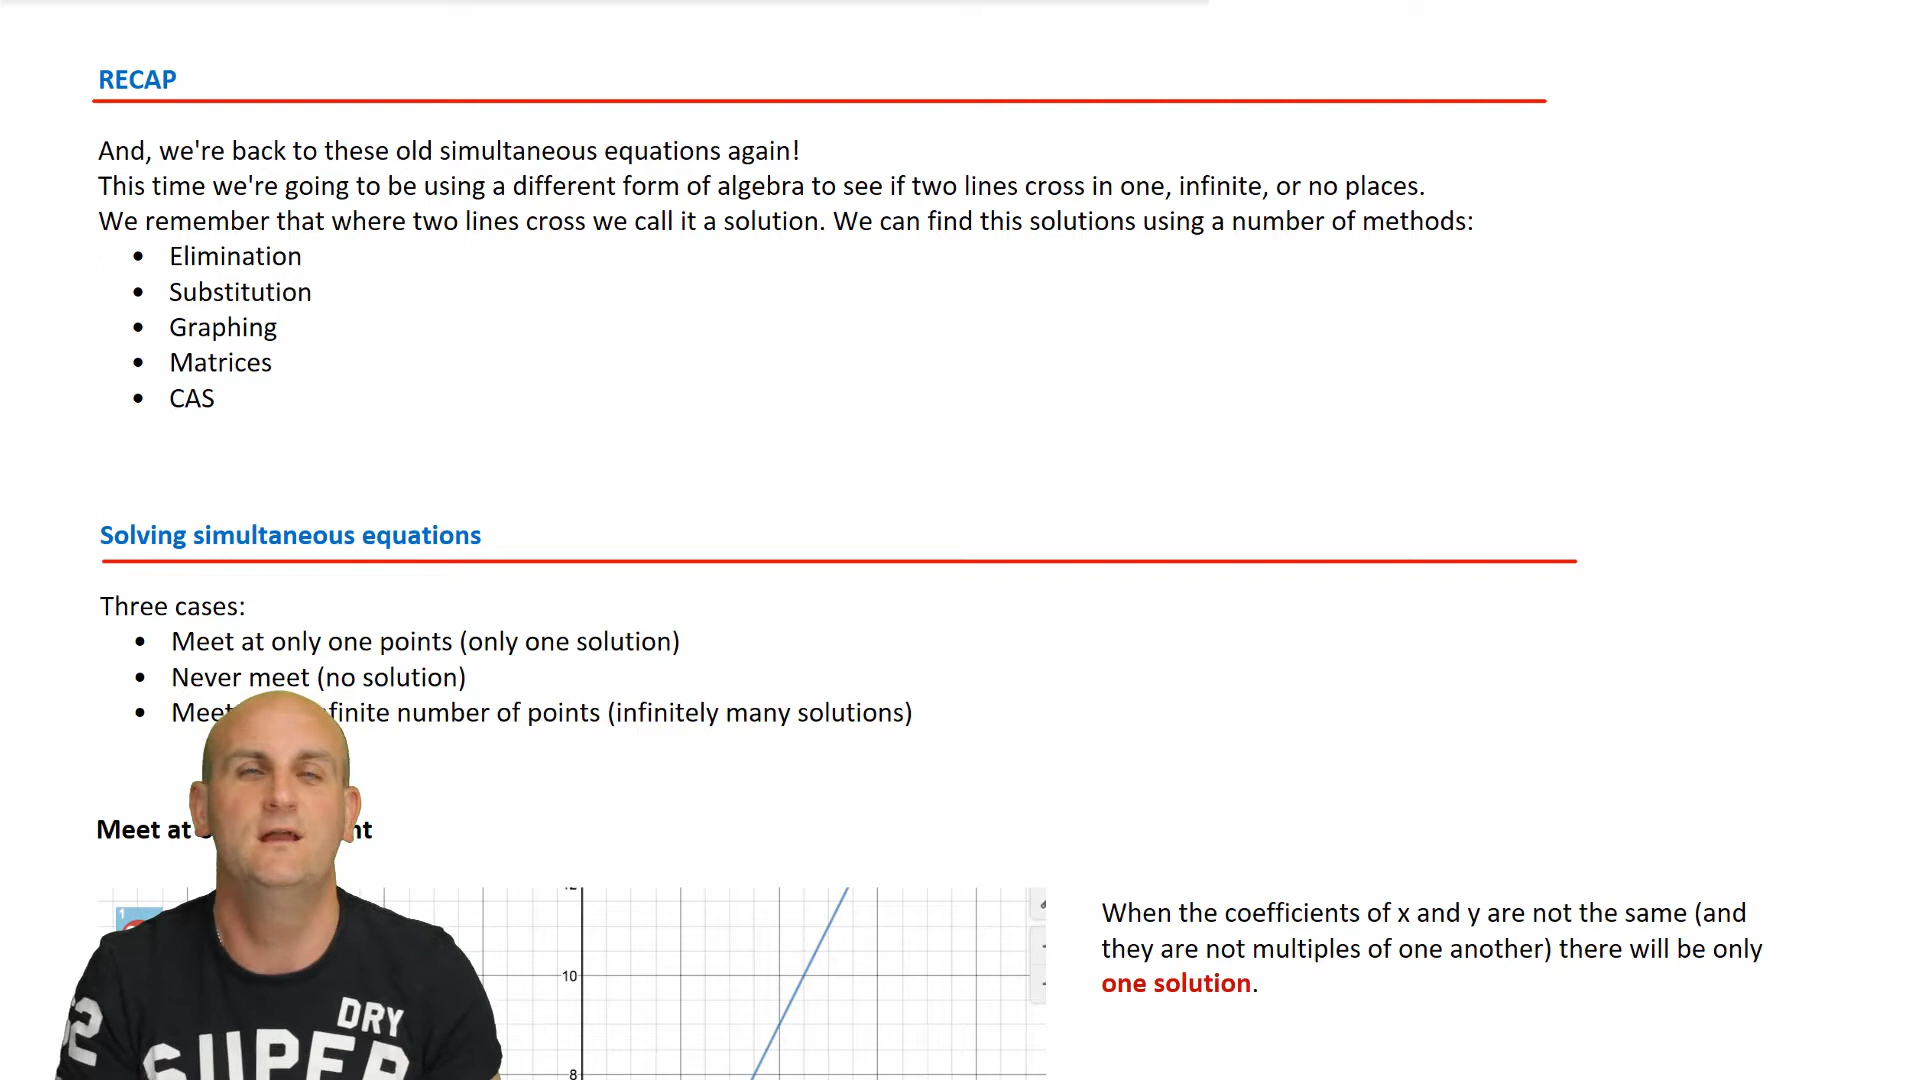 RECAP
And, we're back to these old simultaneous equations again!
This time we're going to be using a different form of algebra to see if two lines cross in one, infinite, or no places.
We remember that where two lines cross we call it a solution. We can find this solutions using a number of methods:
• Elimination
• Substitution
• Graphing
• Matrices
• CAS
Solving simultaneous equations
Three cases:
• Meet at only one points (only one solution)
• Never meet (no solution)
• Meet finite number of points (infinitely many solutions)
Meet at
1
10
8
When the coefficients of x and y are not the same (and
they are not multiples of one another) there will be only
one solution.
DRY
SUPER